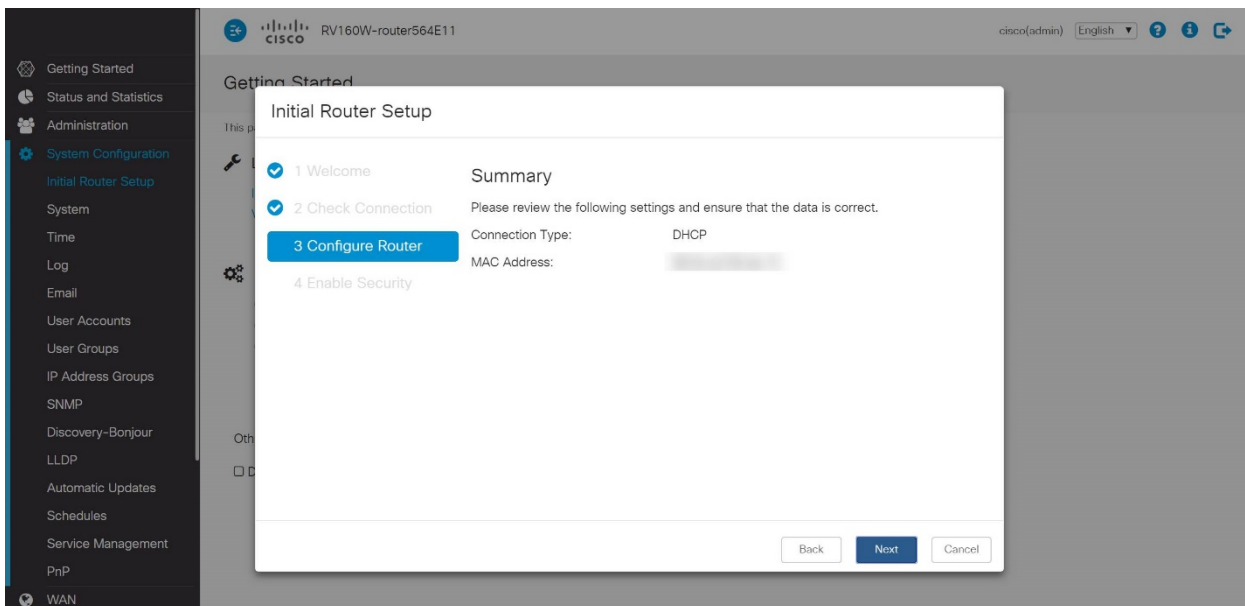 CISCO RV160W-router564E11 cisco(admin) English
Getting Started
Status and Statistics
Administration
System Configuration
Initial Router Setup
System
Time
Log
Email
User Accounts
User Groups
IP Address Groups
SNMP
Discovery-Bonjour
LLDP
Automatic Updates
Schedules
Service Management
PnP
WAN
Getting Started
This p
Oth
Initial Router Setup
1 Welcome
2 Check Connection
3 Configure Router
4 Enable Security
Summary
Please review the following settings and ensure that the data is correct.
Connection Type: DHCP
MAC Address:
Back Next Cancel